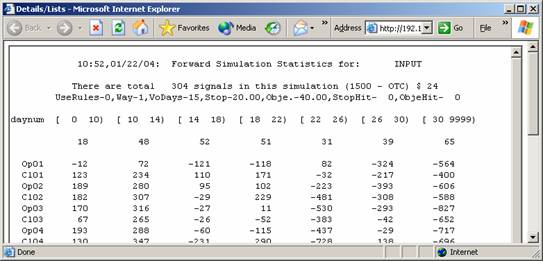 Details/Lists - Microsoft Internet Explorer
Back Favorites Media Address http://192.1 Go File
10:52,01/22/04: Forward Simulation Statistics for: INPUT
There are total 304 signals in this simulation (1500 - OTC) $ 24
UseRules-0,Way-1,VoDays-15,Stop-20.00,Obje.-40.00,StopHit- 0,ObjeHit- 0
daynum [ 0 10) [ 10 14) [ 14 18) [ 18 22) [ 22 26) [ 26 30) [ 30 9999)
18 48 52 51 31 39 65
Op01 -12 72 -121 -118 82 -324 -564
Cl01 123 234 110 171 -32 -217 -400
Op02 189 280 95 102 -223 -393 -606
Cl02 182 307 -29 229 -481 -308 -588
Op03 170 316 -27 11 -530 -293 -827
Cl03 67 265 -26 -52 -383 -42 -652
Op04 193 288 -60 -115 -437 -29 -717
Cl04 130 347 -231 290 -728 138 -696
Done Internet